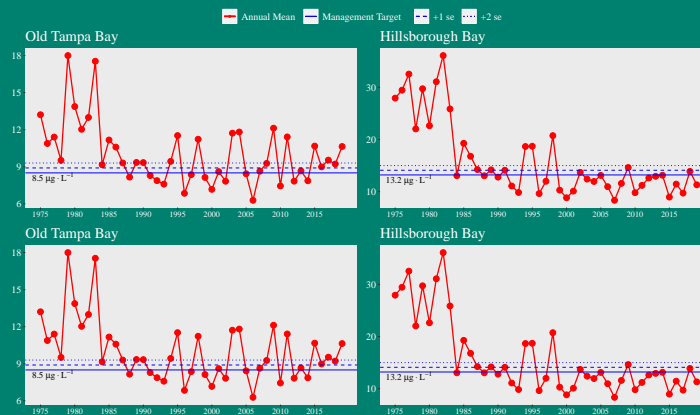 Annual Mean Management Target +1 se +2 se
Old Tampa Bay Hillsborough Bay
18
15
12
9
6
8.5 µg · L⁻¹
1975 1980 1985 1990 1995 2000 2005 2010 2015
30
20
10
13.2 µg · L⁻¹
1975 1980 1985 1990 1995 2000 2005 2010 2015
Old Tampa Bay Hillsborough Bay
18
15
12
9
6
8.5 µg · L⁻¹
1975 1980 1985 1990 1995 2000 2005 2010 2015
30
20
10
13.2 µg · L⁻¹
1975 1980 1985 1990 1995 2000 2005 2010 2015